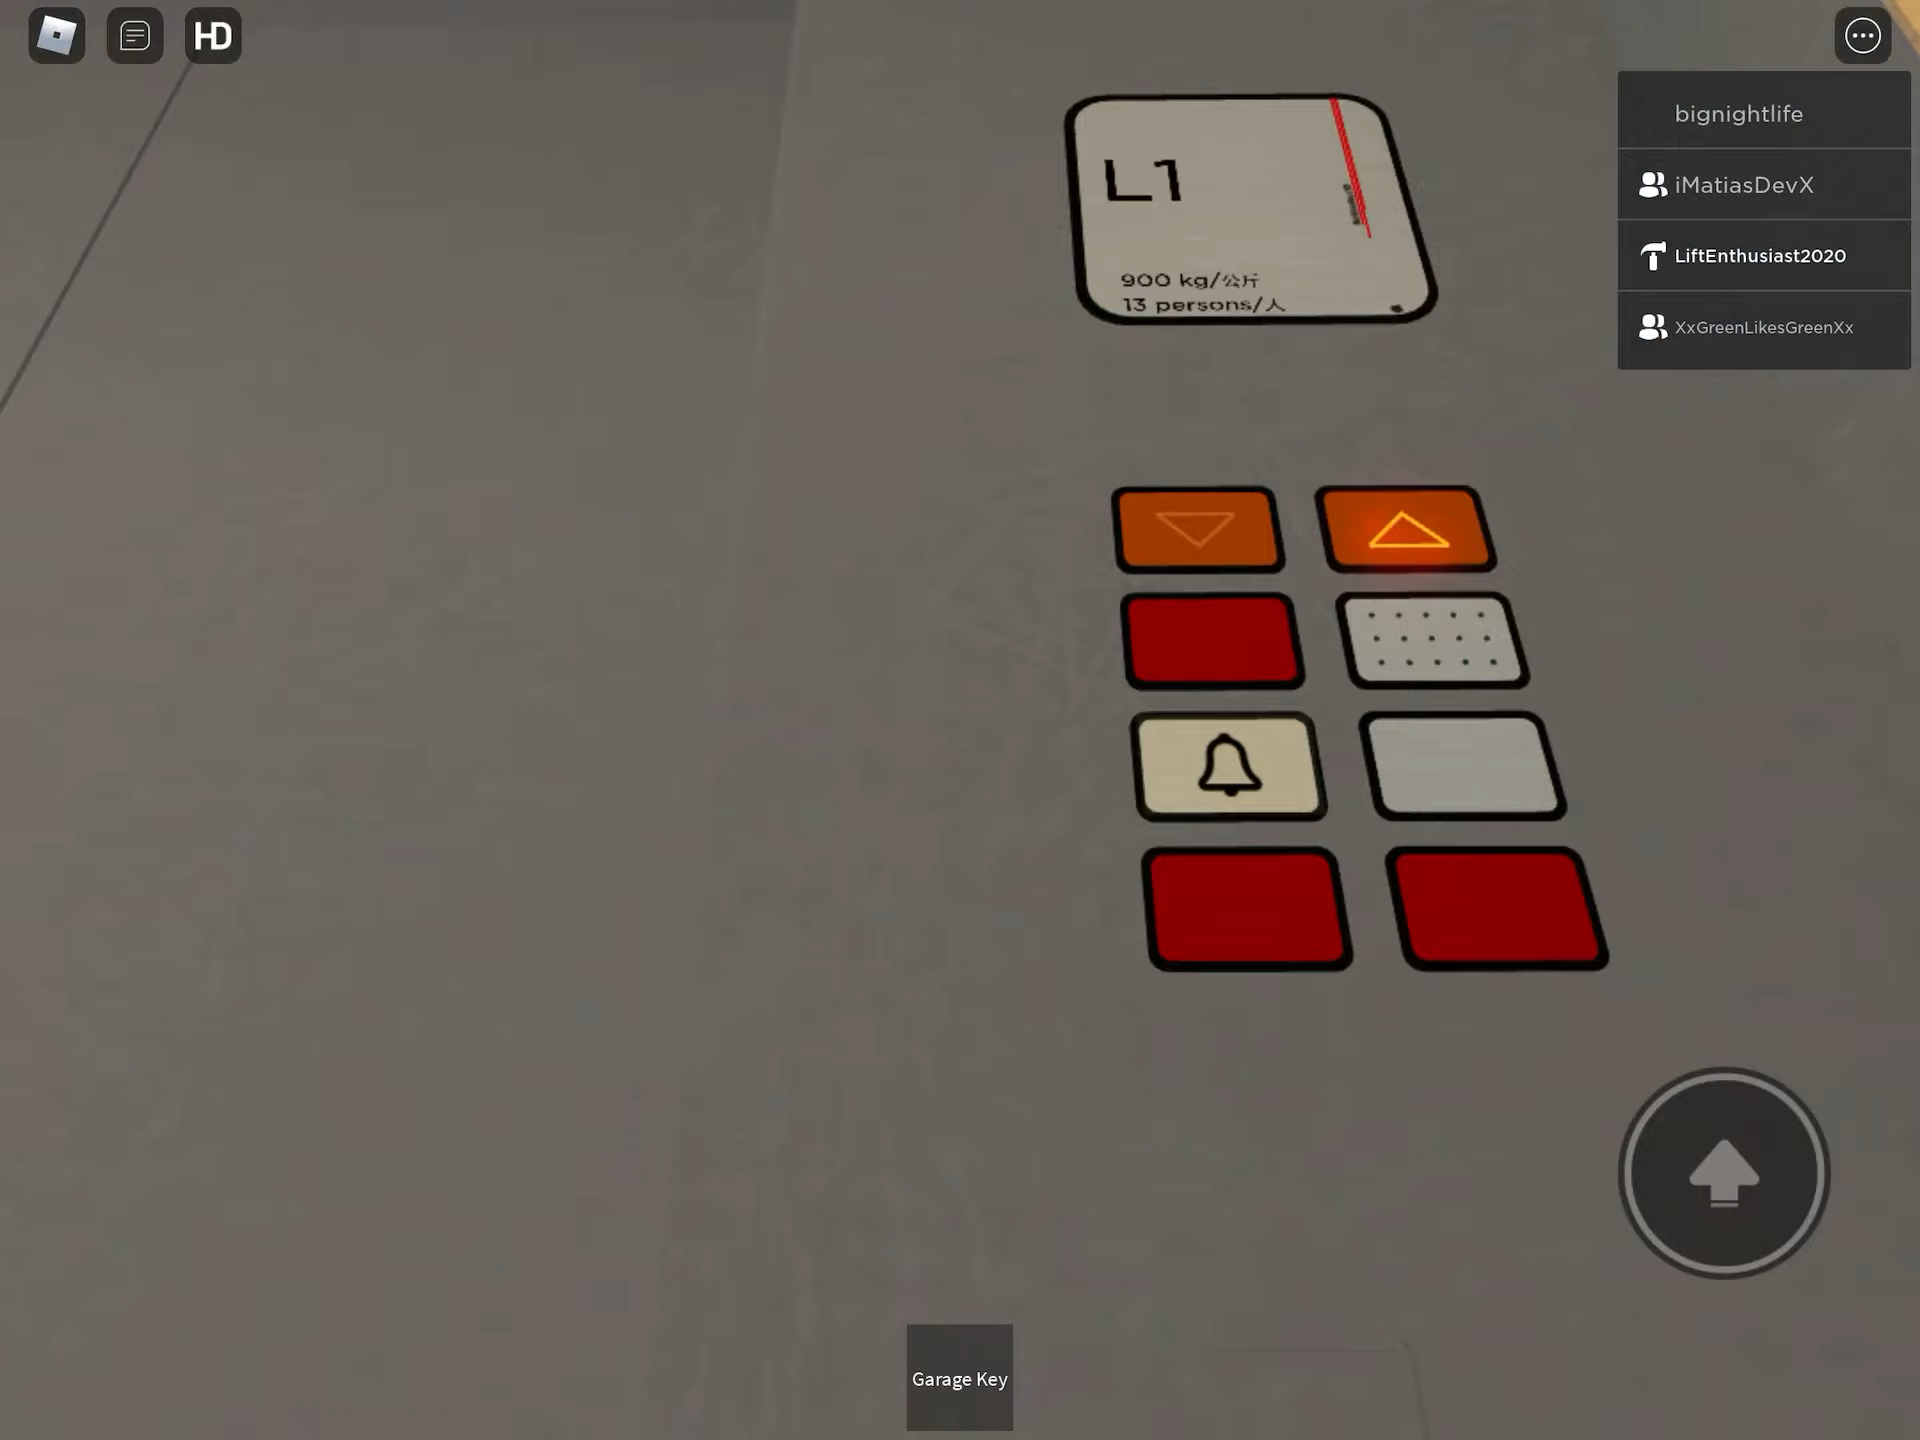 HD
bignightlife
iMatiasDevX
LiftEnthusiast2020
XxGreenLikesGreenXx
L1
900 kg/公斤
13 persons/人
Garage Key